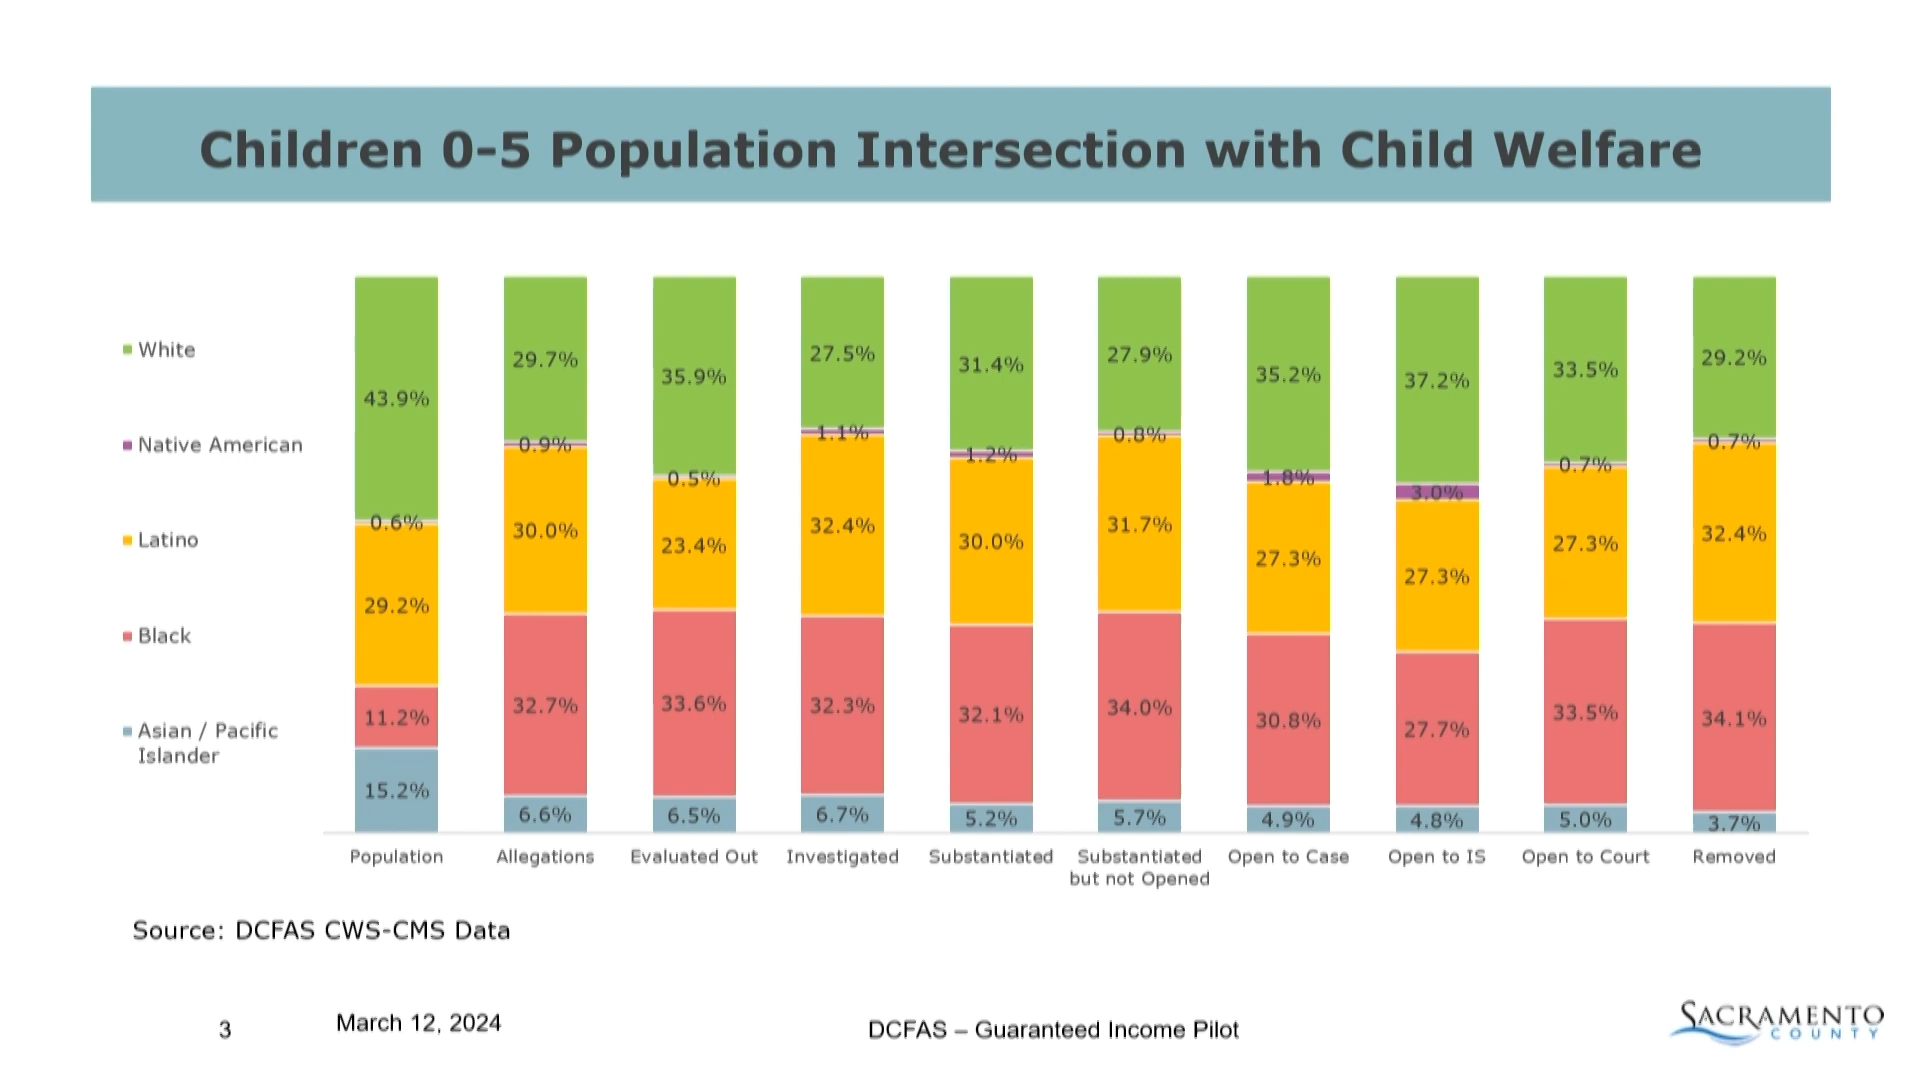 Children 0-5 Population Intersection with Child Welfare
White
Native American
Latino
Black
Asian / Pacific
Islander
43.9% 29.7% 35.9% 27.5% 31.4% 27.9% 35.2% 37.2% 33.5% 29.2%
0.6% 0.9% 0.5% 1.1% 1.2% 0.8% 1.8% 3.0% 0.7% 0.7%
29.2% 30.0% 23.4% 32.4% 30.0% 31.7% 27.3% 27.3% 27.3% 32.4%
11.2% 32.7% 33.6% 32.3% 32.1% 34.0% 30.8% 27.7% 33.5% 34.1%
15.2% 6.6% 6.5% 6.7% 5.2% 5.7% 4.9% 4.8% 5.0% 3.7%
Population Allegations Evaluated Out Investigated Substantiated Substantiated Open to Case Open to IS Open to Court Removed
but not Opened
Source: DCFAS CWS-CMS Data
3 March 12, 2024 DCFAS – Guaranteed Income Pilot
SACRAMENTO
COUNTY